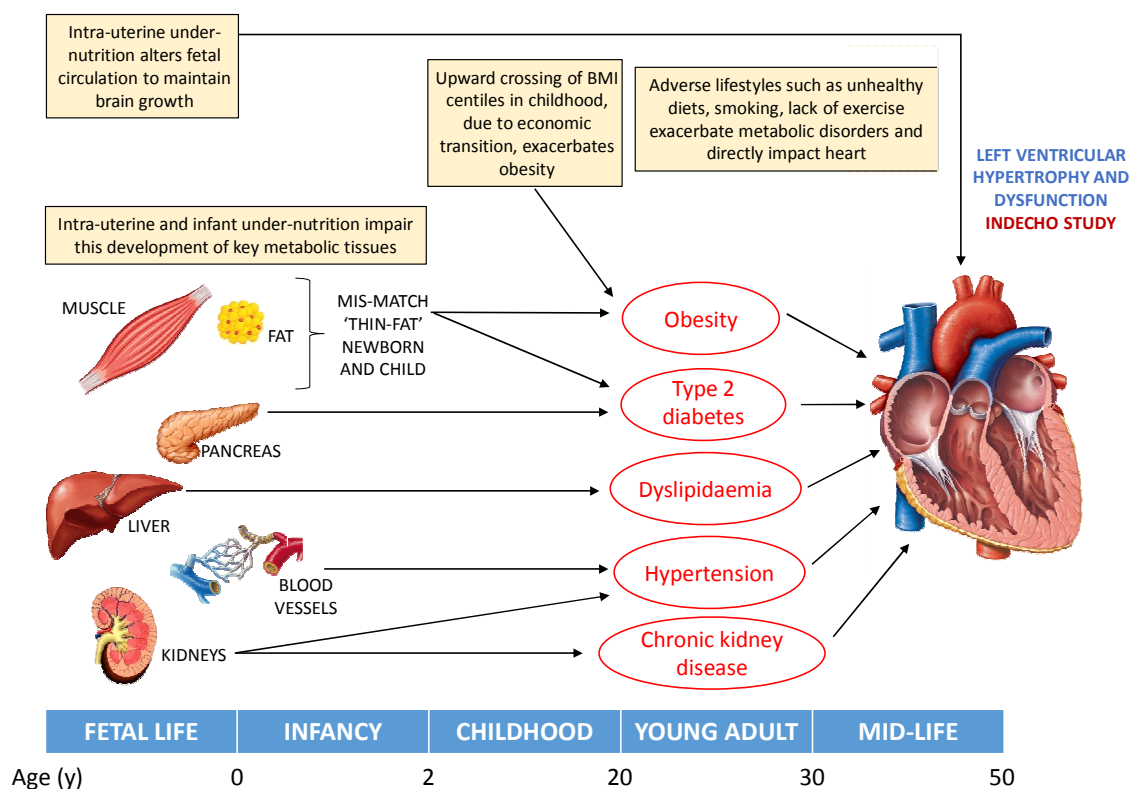 Intra-uterine under-
nutrition alters fetal
circulation to maintain
brain growth
Upward crossing of BMI
centiles in childhood,
due to economic
transition, exacerbates
obesity
Adverse lifestyles such as unhealthy
diets, smoking, lack of exercise
exacerbate metabolic disorders and
directly impact heart
LEFT VENTRICULAR
HYPERTROPHY AND
DYSFUNCTION
INDECHO STUDY
Intra-uterine and infant under-nutrition impair
this development of key metabolic tissues
MUSCLE
FAT
MIS-MATCH
‘THIN-FAT’
NEWBORN
AND CHILD
Obesity
Type 2
diabetes
PANCREAS
Dyslipidaemia
LIVER
BLOOD
VESSELS
Hypertension
KIDNEYS
Chronic kidney
disease
FETAL LIFE INFANCY CHILDHOOD YOUNG ADULT MID-LIFE
Age (y) 0 2 20 30 50